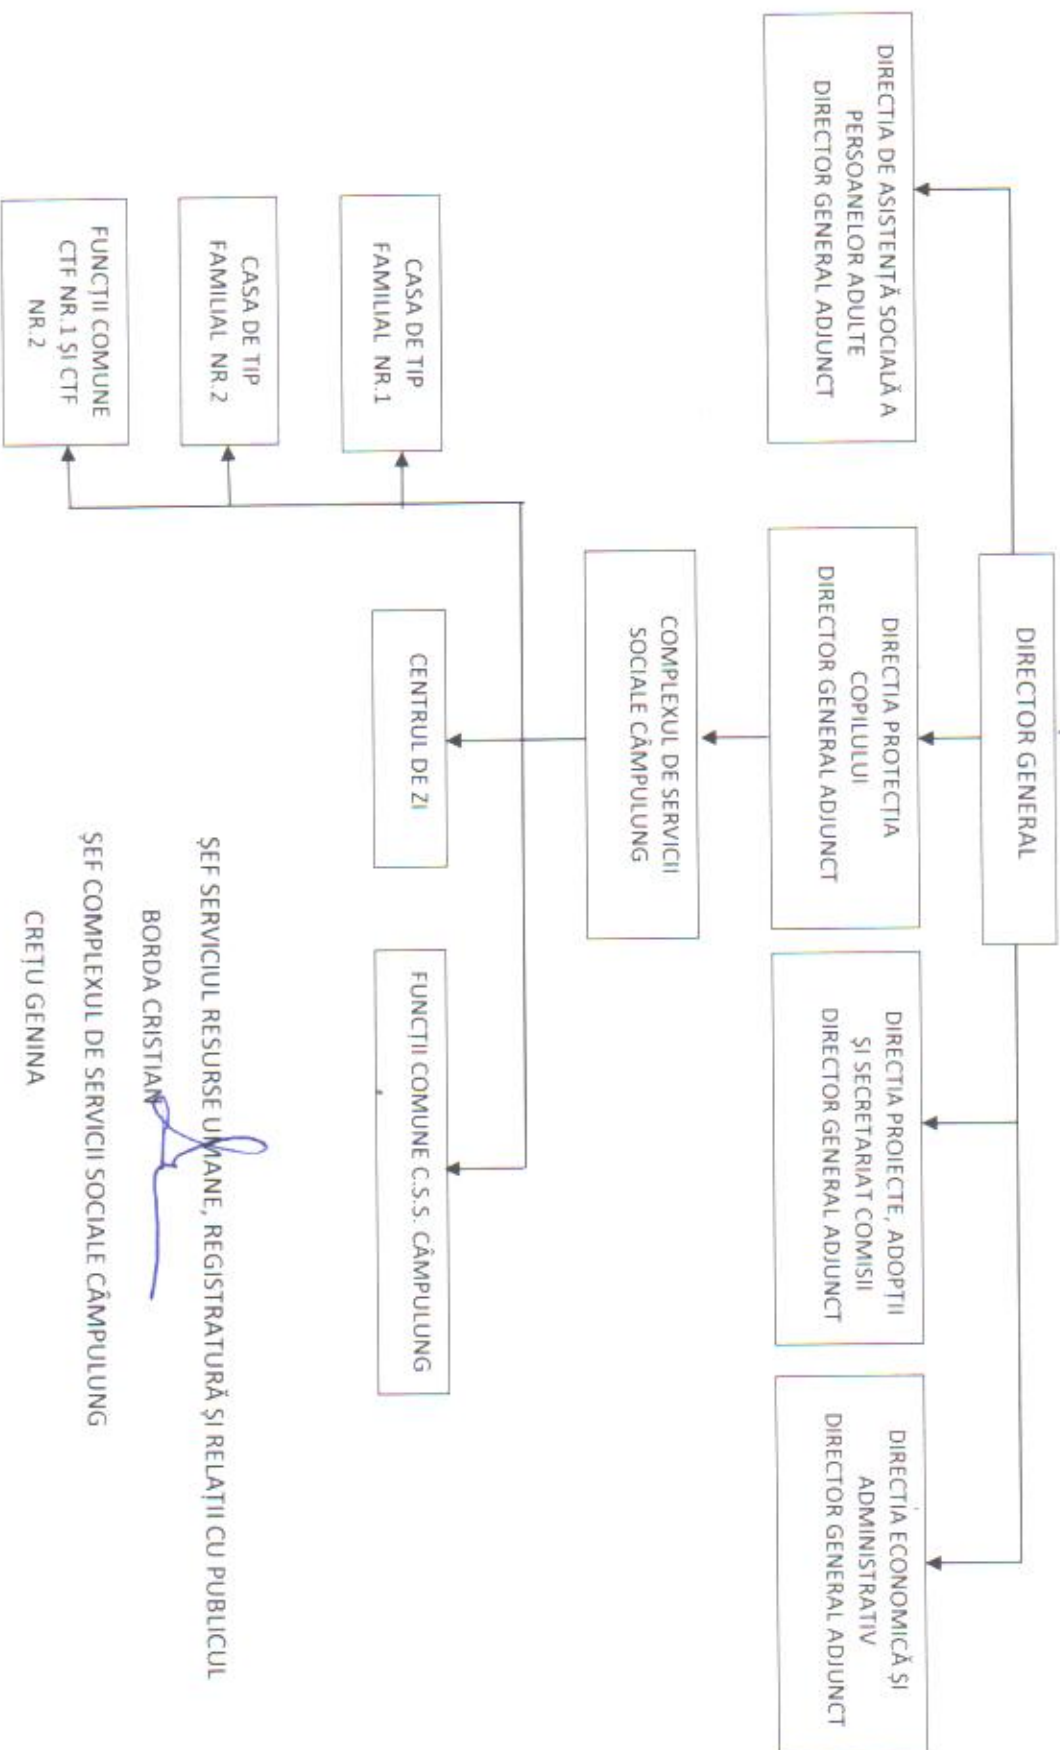 DIRECTOR GENERAL
DIRECTIA DE ASISTENȚĂ SOCIALĂ A
PERSOANELOR ADULTE
DIRECTOR GENERAL ADJUNCT
DIRECTIA PROTECȚIA
COPILULUI
DIRECTOR GENERAL ADJUNCT
DIRECTIA PROIECTE, ADOPȚII
ȘI SECRETARIAT COMISII
DIRECTOR GENERAL ADJUNCT
DIRECTIA ECONOMICĂ ȘI
ADMINISTRATIV
DIRECTOR GENERAL ADJUNCT
COMPLEXUL DE SERVICII
SOCIALE CÂMPULUNG
CASA DE TIP
FAMILIAL NR.1
CASA DE TIP
FAMILIAL NR.2
FUNCȚII COMUNE
CTF NR.1 ȘI CTF
NR.2
CENTRUL DE ZI
FUNCȚII COMUNE C.S.S. CÂMPULUNG
ȘEF SERVICIUL RESURSE UMANE, REGISTRATURĂ ȘI RELAȚII CU PUBLICUL
BORDA CRISTIAN
ȘEF COMPLEXUL DE SERVICII SOCIALE CÂMPULUNG
CREȚU GENINA